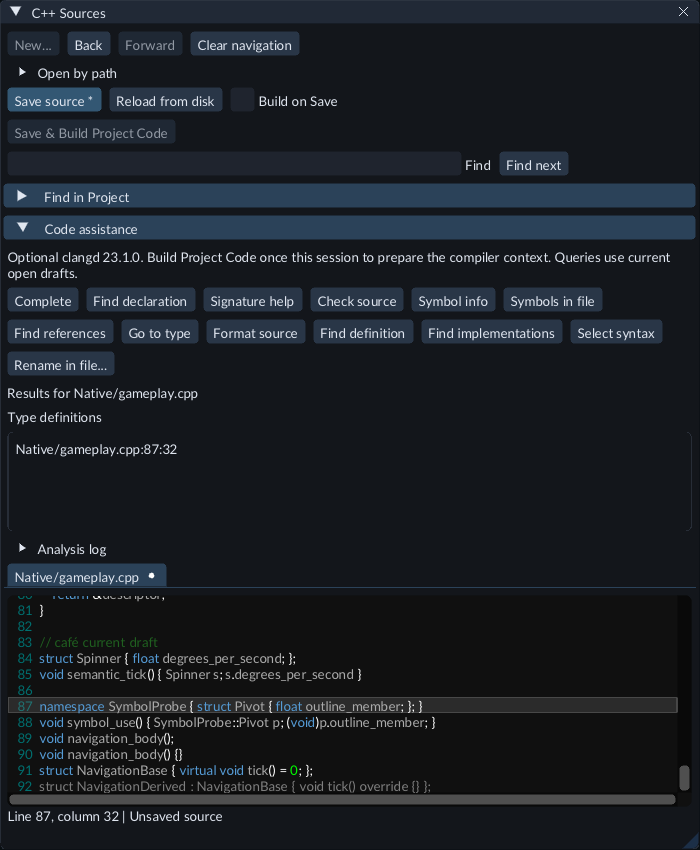 C++ Sources
New... Back Forward Clear navigation
Open by path
Save source * Reload from disk Build on Save
Save & Build Project Code
Find Find next
Find in Project
Code assistance
Optional clangd 23.1.0. Build Project Code once this session to prepare the compiler context. Queries use current
open drafts.
Complete Find declaration Signature help Check source Symbol info Symbols in file
Find references Go to type Format source Find definition Find implementations Select syntax
Rename in file...
Results for Native/gameplay.cpp
Type definitions
Native/gameplay.cpp:87:32
Analysis log
Native/gameplay.cpp
80 return &descriptor;
81 }
82
83 // café current draft
84 struct Spinner { float degrees_per_second; };
85 void semantic_tick() { Spinner s; s.degrees_per_second }
86
87 namespace SymbolProbe { struct Pivot { float outline_member; }; }
88 void symbol_use() { SymbolProbe::Pivot p; (void)p.outline_member; }
89 void navigation_body();
90 void navigation_body() {}
91 struct NavigationBase { virtual void tick() = 0; };
92 struct NavigationDerived : NavigationBase { void tick() override {} };
Line 87, column 32 | Unsaved source